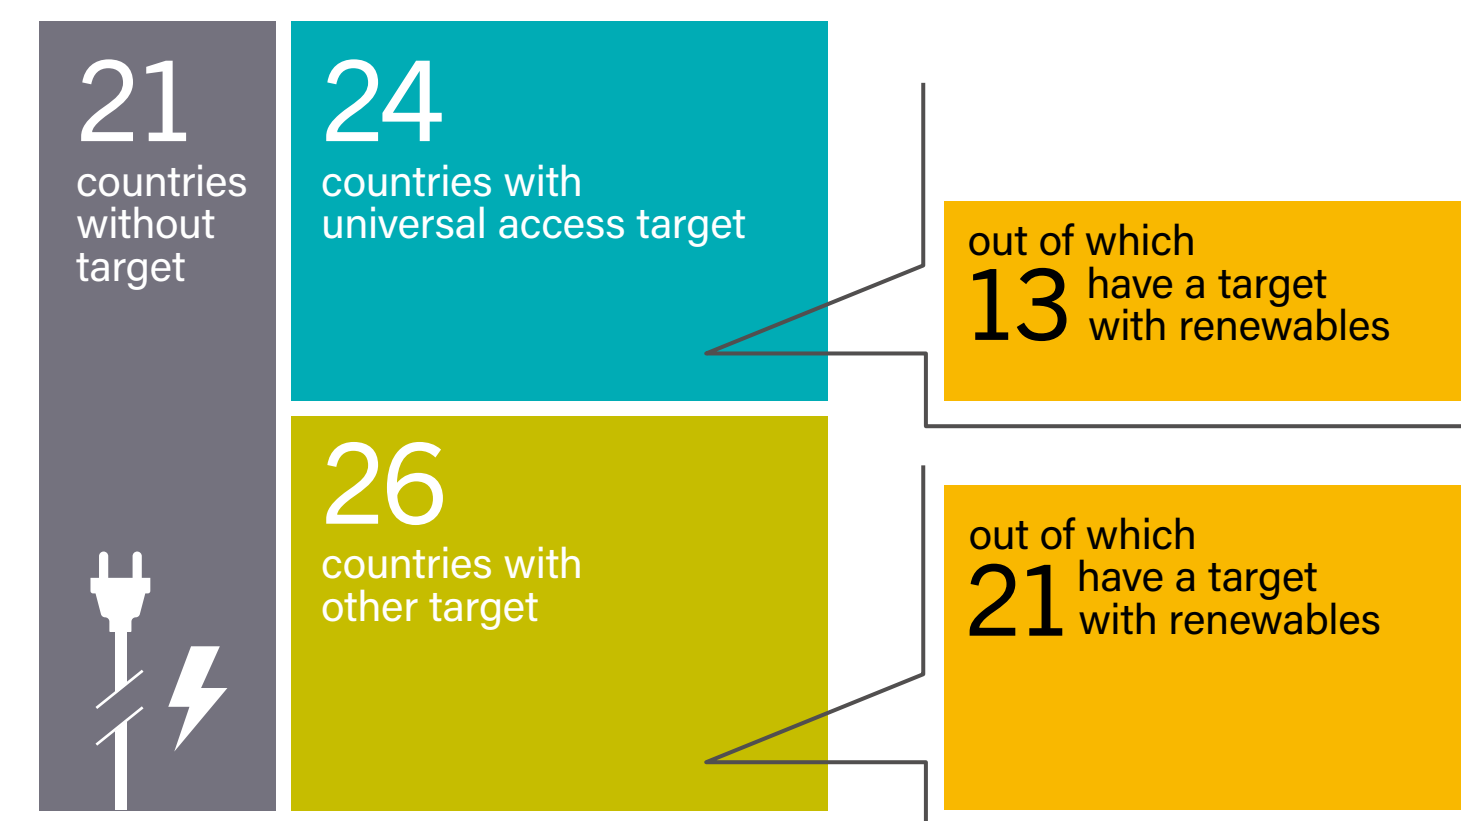 21
countries
without
target
24
countries with
universal access target
out of which
13 have a target
with renewables
26
countries with
other target
out of which
21 have a target
with renewables